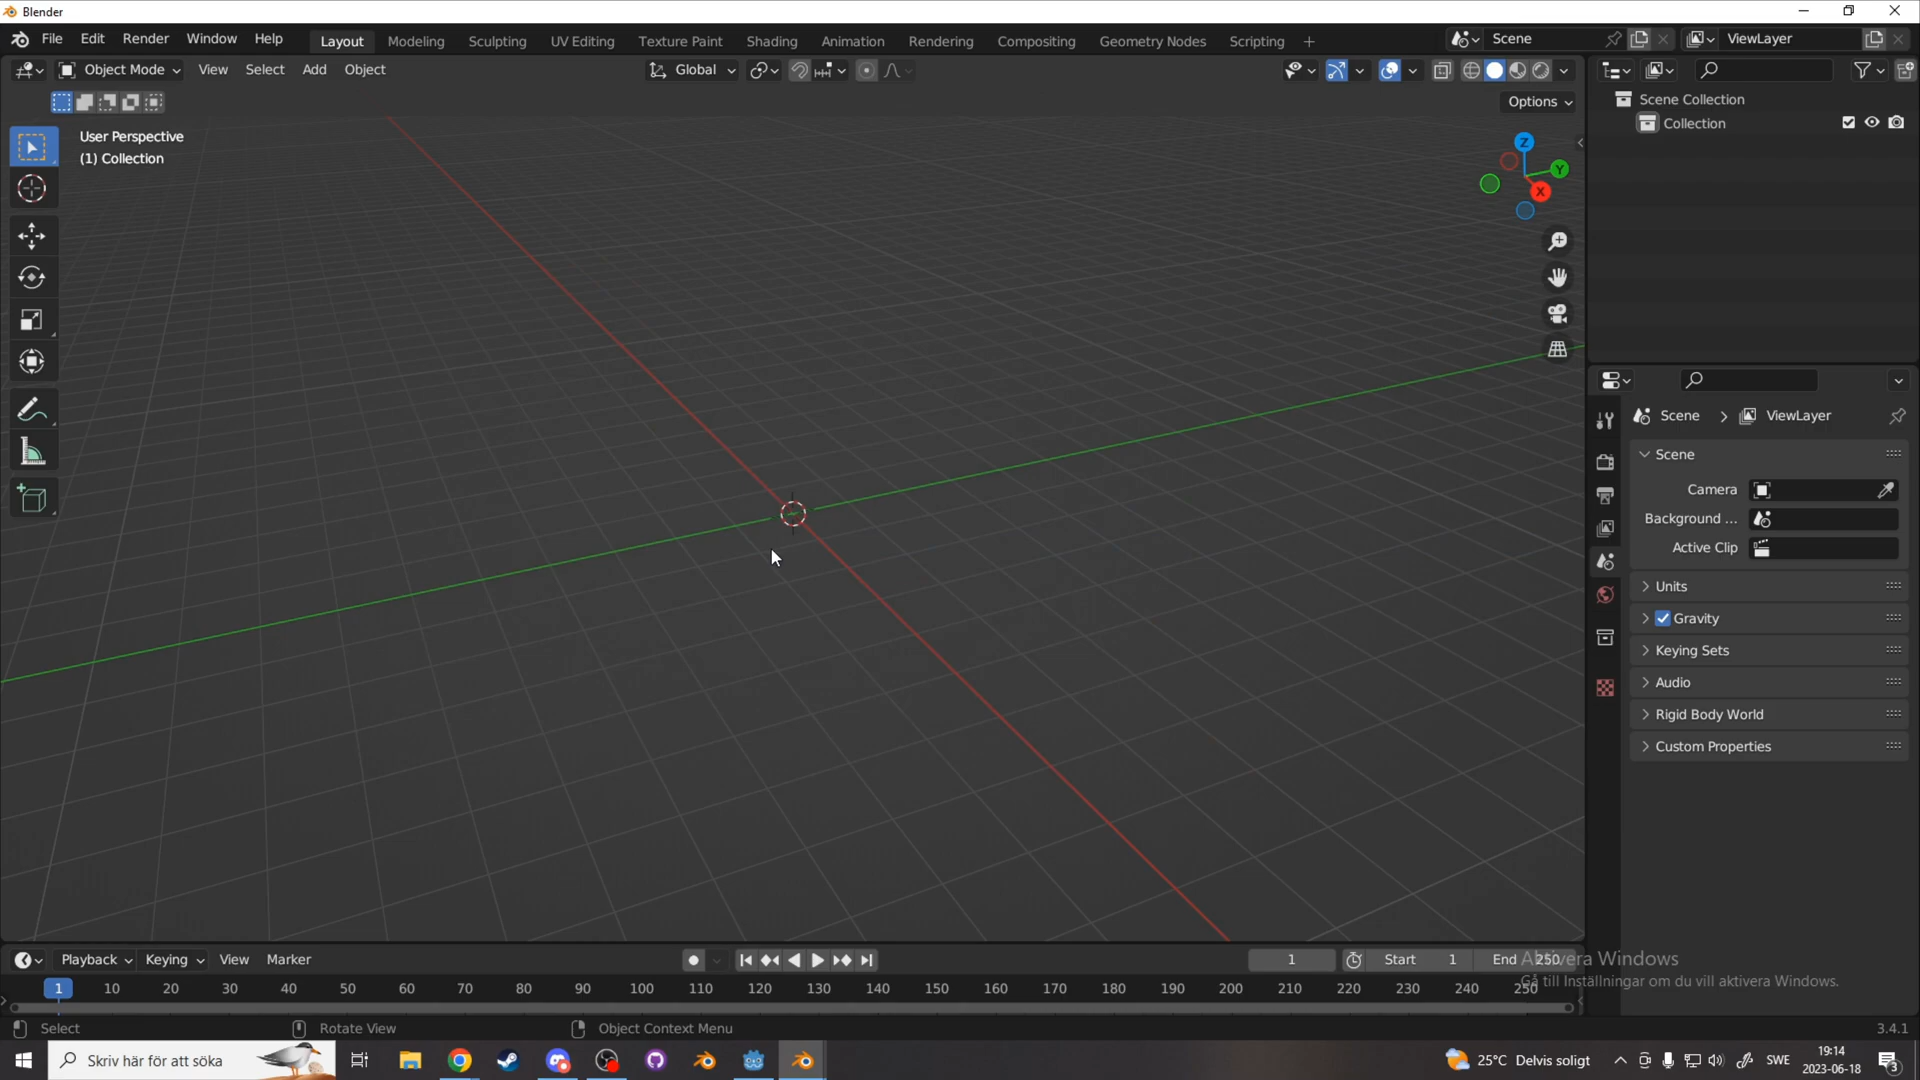 Blender
File Edit Render Window Help Layout Modeling Sculpting UV Editing Texture Paint Shading Animation Rendering Compositing Geometry Nodes Scripting + Scene ViewLayer
Object Mode View Select Add Object Global
Options
User Perspective
(1) Collection
Z
Y
X
Scene Collection
Collection
Scene > ViewLayer
Scene
Camera
Background ...
Active Clip
Units
Gravity
Keying Sets
Audio
Rigid Body World
Custom Properties
Playback Keying View Marker 1 Start 1 End 250
1 10 20 30 40 50 60 70 80 90 100 110 120 130 140 150 160 170 180 190 200 210 220 230 240 250
Aktivera Windows
Gå till Inställningar om du vill aktivera Windows.
Select Rotate View Object Context Menu 3.4.1
Skriv här för att söka 25°C Delvis soligt SWE 19:14
2023-06-18
3